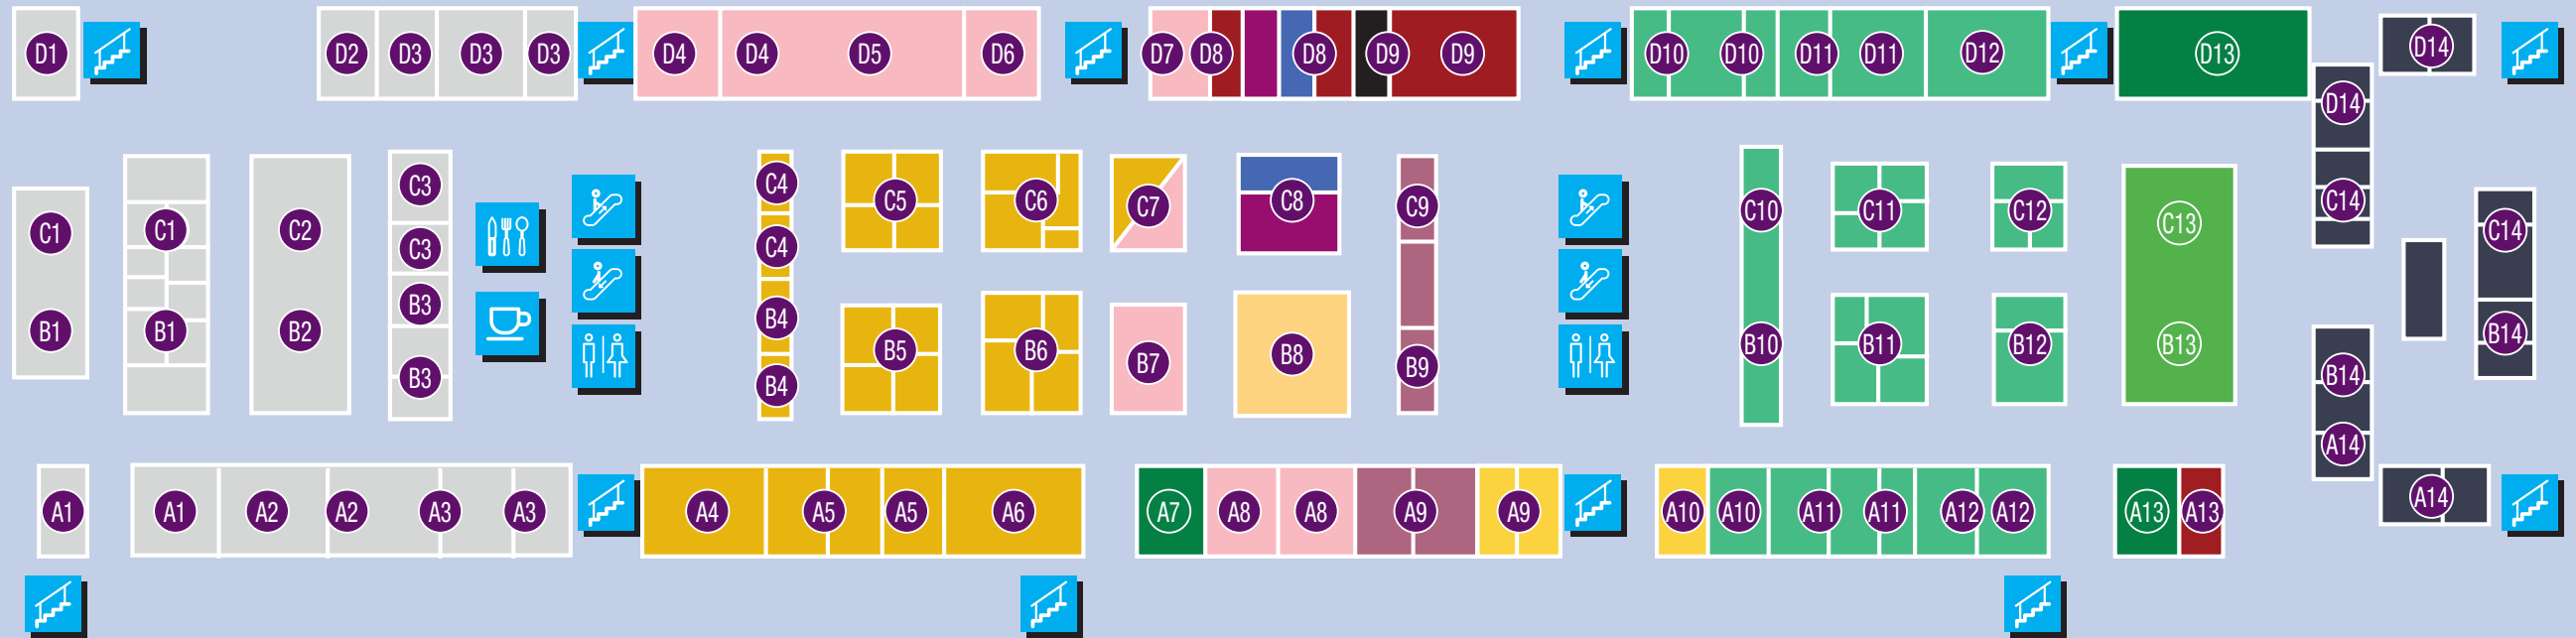 D1 D2 D3 D3 D3 D4 D4 D5 D6 D7 D8 D8 D9 D9 D10 D10 D11 D11 D12 D13 D14
D14
C1 C1 C2 C3 C3 C4 C4 C5 C6 C7 C8 C9 C10 C11 C12 C13 C14 C14
B1 B1 B2 B3 B3 B4 B4 B5 B6 B7 B8 B9 B10 B11 B12 B13 B14 B14
A14
A1 A1 A2 A2 A3 A3 A4 A5 A5 A6 A7 A8 A8 A9 A9 A10 A10 A11 A11 A12 A12 A13 A13 A14